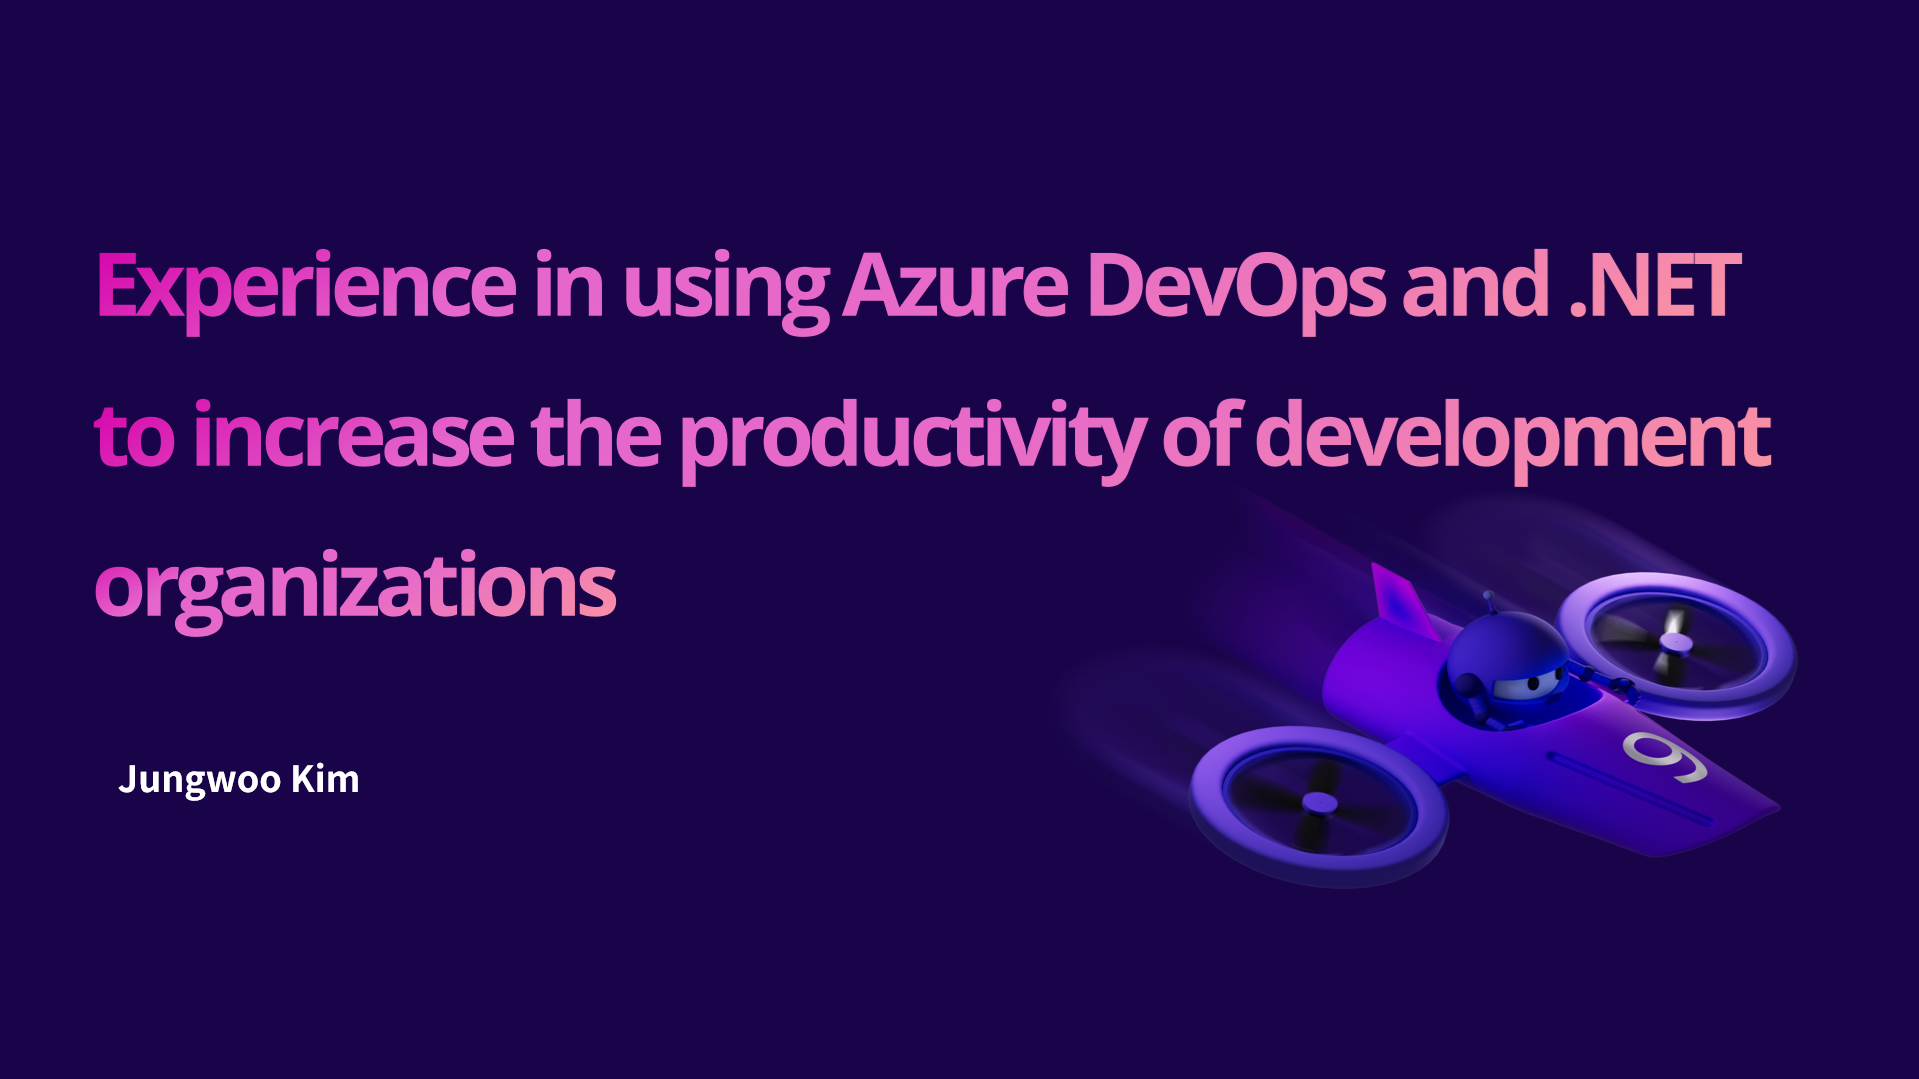 Experience in using Azure DevOps and .NET
to increase the productivity of development
organizations
Jungwoo Kim
9